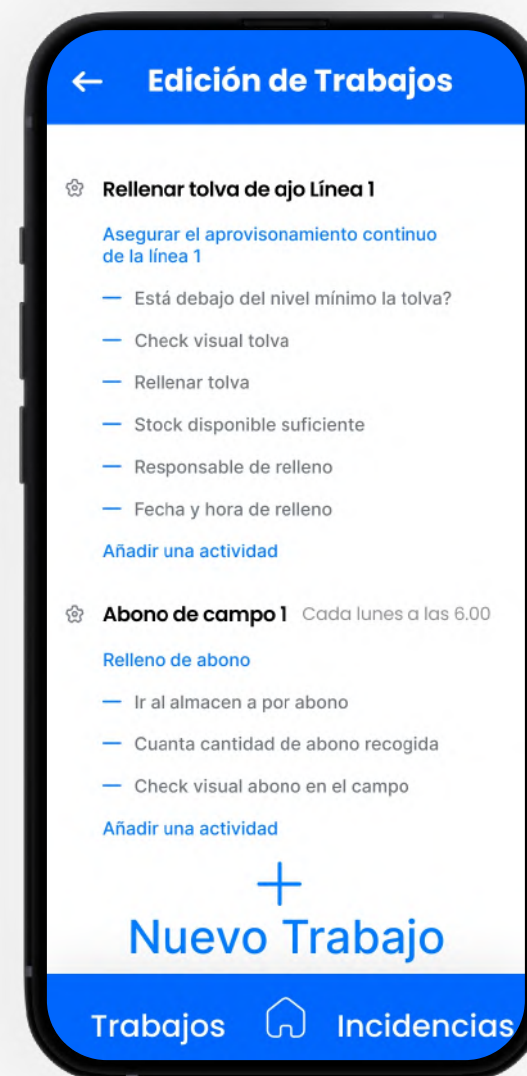 Edición de Trabajos
Rellenar tolva de ajo Línea 1
Asegurar el aprovisonamiento continuo
de la línea 1
Está debajo del nivel mínimo la tolva?
Check visual tolva
Rellenar tolva
Stock disponible suficiente
Responsable de relleno
Fecha y hora de relleno
Añadir una actividad
Abono de campo 1 Cada lunes a las 6.00
Relleno de abono
Ir al almacen a por abono
Cuanta cantidad de abono recogida
Check visual abono en el campo
Añadir una actividad
Nuevo Trabajo
Trabajos Incidencias